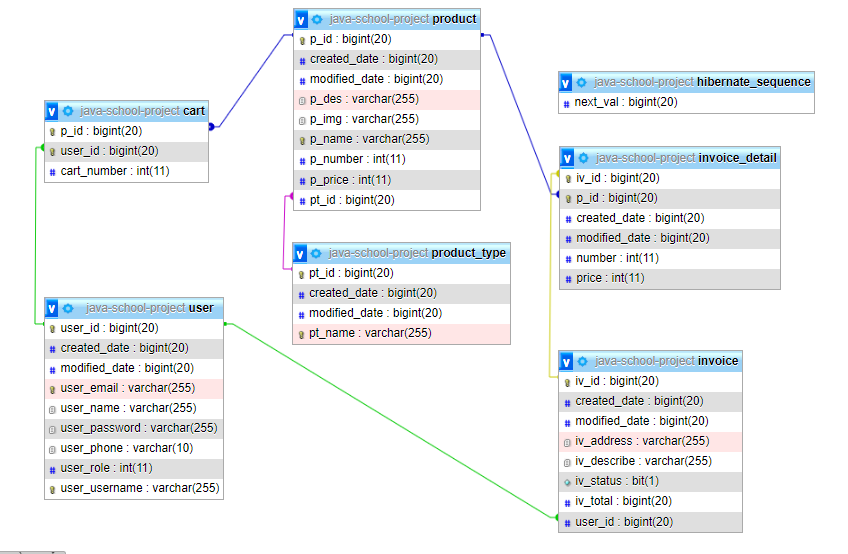 java-school-project product
p_id : bigint(20)
created_date : bigint(20)
modified_date : bigint(20)
p_des : varchar(255)
p_img : varchar(255)
p_name : varchar(255)
p_number : int(11)
p_price : int(11)
pt_id : bigint(20)
java-school-project hibernate_sequence
next_val : bigint(20)
java-school-project cart
p_id : bigint(20)
user_id : bigint(20)
cart_number : int(11)
java-school-project invoice_detail
iv_id : bigint(20)
p_id : bigint(20)
created_date : bigint(20)
modified_date : bigint(20)
number : int(11)
price : int(11)
java-school-project product_type
pt_id : bigint(20)
created_date : bigint(20)
modified_date : bigint(20)
pt_name : varchar(255)
java-school-project user
user_id : bigint(20)
created_date : bigint(20)
modified_date : bigint(20)
user_email : varchar(255)
user_name : varchar(255)
user_password : varchar(255)
user_phone : varchar(10)
user_role : int(11)
user_username : varchar(255)
java-school-project invoice
iv_id : bigint(20)
created_date : bigint(20)
modified_date : bigint(20)
iv_address : varchar(255)
iv_describe : varchar(255)
iv_status : bit(1)
iv_total : bigint(20)
user_id : bigint(20)